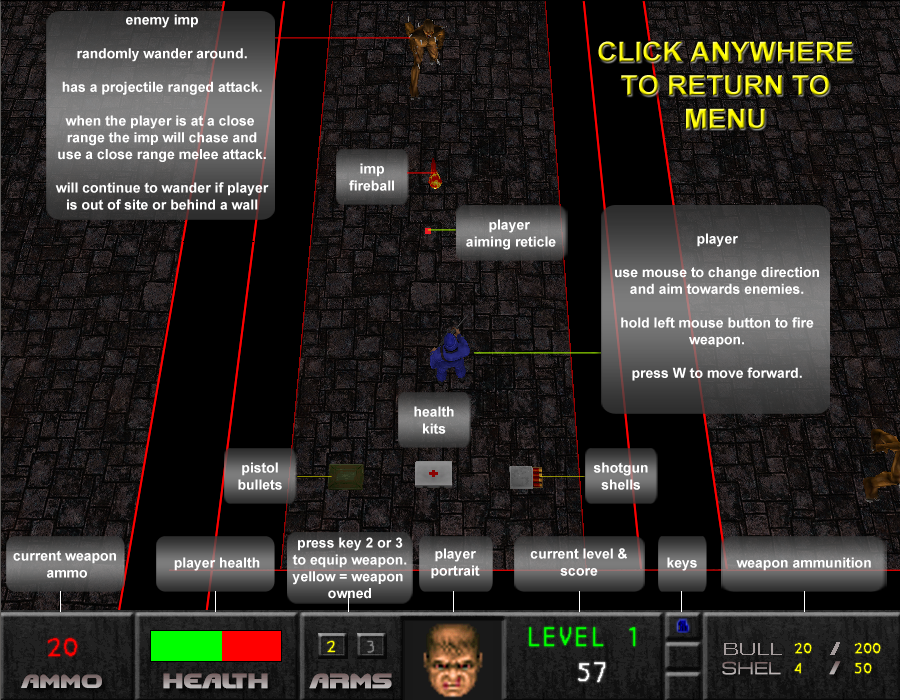 enemy imp
randomly wander around.
has a projectile ranged attack.
when the player is at a close
range the imp will chase and
use a close range melee attack.
will continue to wander if player
is out of site or behind a wall
CLICK ANYWHERE
TO RETURN TO
MENU
imp
fireball
player
aiming reticle
player
use mouse to change direction
and aim towards enemies.
hold left mouse button to fire
weapon.
press W to move forward.
health
kits
pistol
bullets
shotgun
shells
current weapon
ammo
player health
press key 2 or 3
to equip weapon.
yellow = weapon
owned
player
portrait
current level &
score
keys
weapon ammunition
20
AMMO
HEALTH
2 3
ARMS
LEVEL 1
57
BULL 20 / 200
SHEL 4 / 50